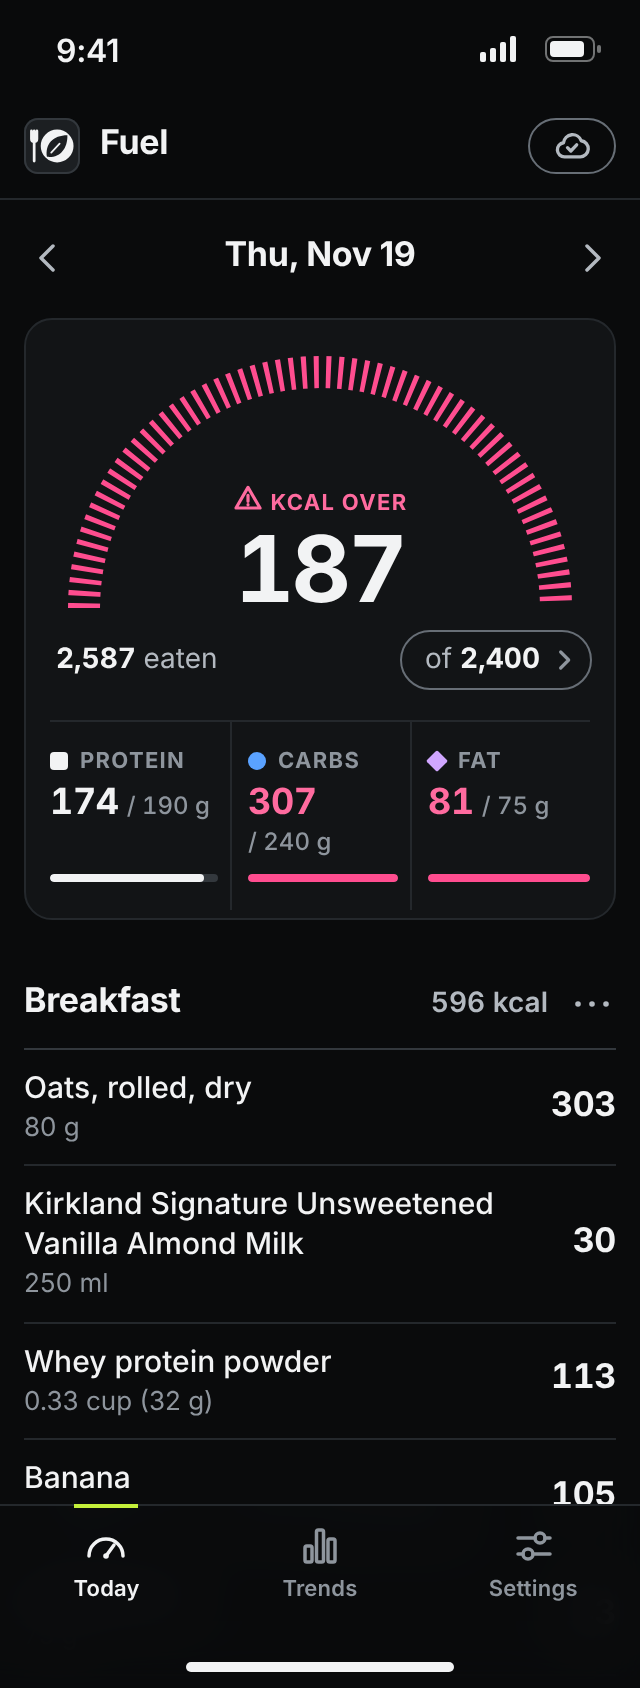 9:41
Fuel
Thu, Nov 19
KCAL OVER
187
2,587 eaten
of 2,400
PROTEIN
174 / 190 g
CARBS
307
/ 240 g
FAT
81 / 75 g
Breakfast
596 kcal
Oats, rolled, dry
80 g
303
Kirkland Signature Unsweetened
Vanilla Almond Milk
250 ml
30
Whey protein powder
0.33 cup (32 g)
113
Banana
105
Today
Trends
Settings